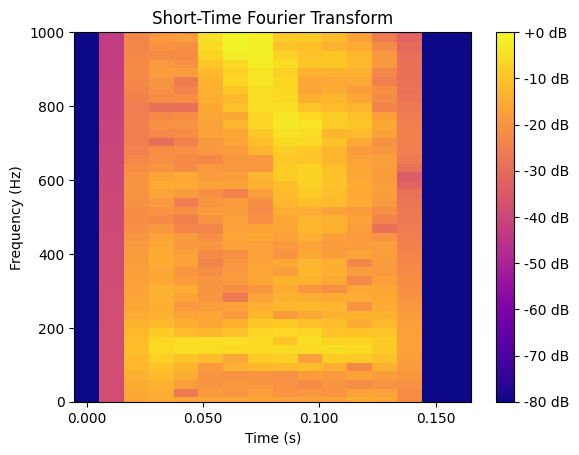 Short-Time Fourier Transform
1000
800
600
400
200
0
Frequency (Hz)
0.000
0.050
0.100
0.150
Time (s)
+0 dB
-10 dB
-20 dB
-30 dB
-40 dB
-50 dB
-60 dB
-70 dB
-80 dB